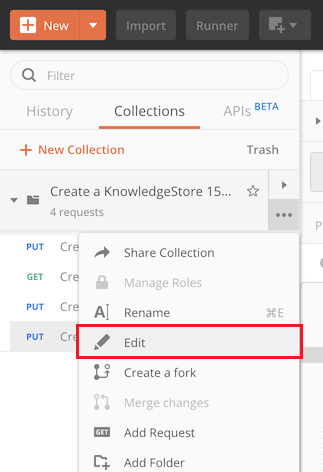 New
Import
Runner
Filter
History
Collections
APIs BETA
+ New Collection
Trash
Create a KnowledgeStore 15...
4 requests
PUT Cre
GET Cre
PUT Cre
PUT Cre
Share Collection
Manage Roles
Rename ⌘E
Edit
Create a fork
Merge changes
GET Add Request
Add Folder